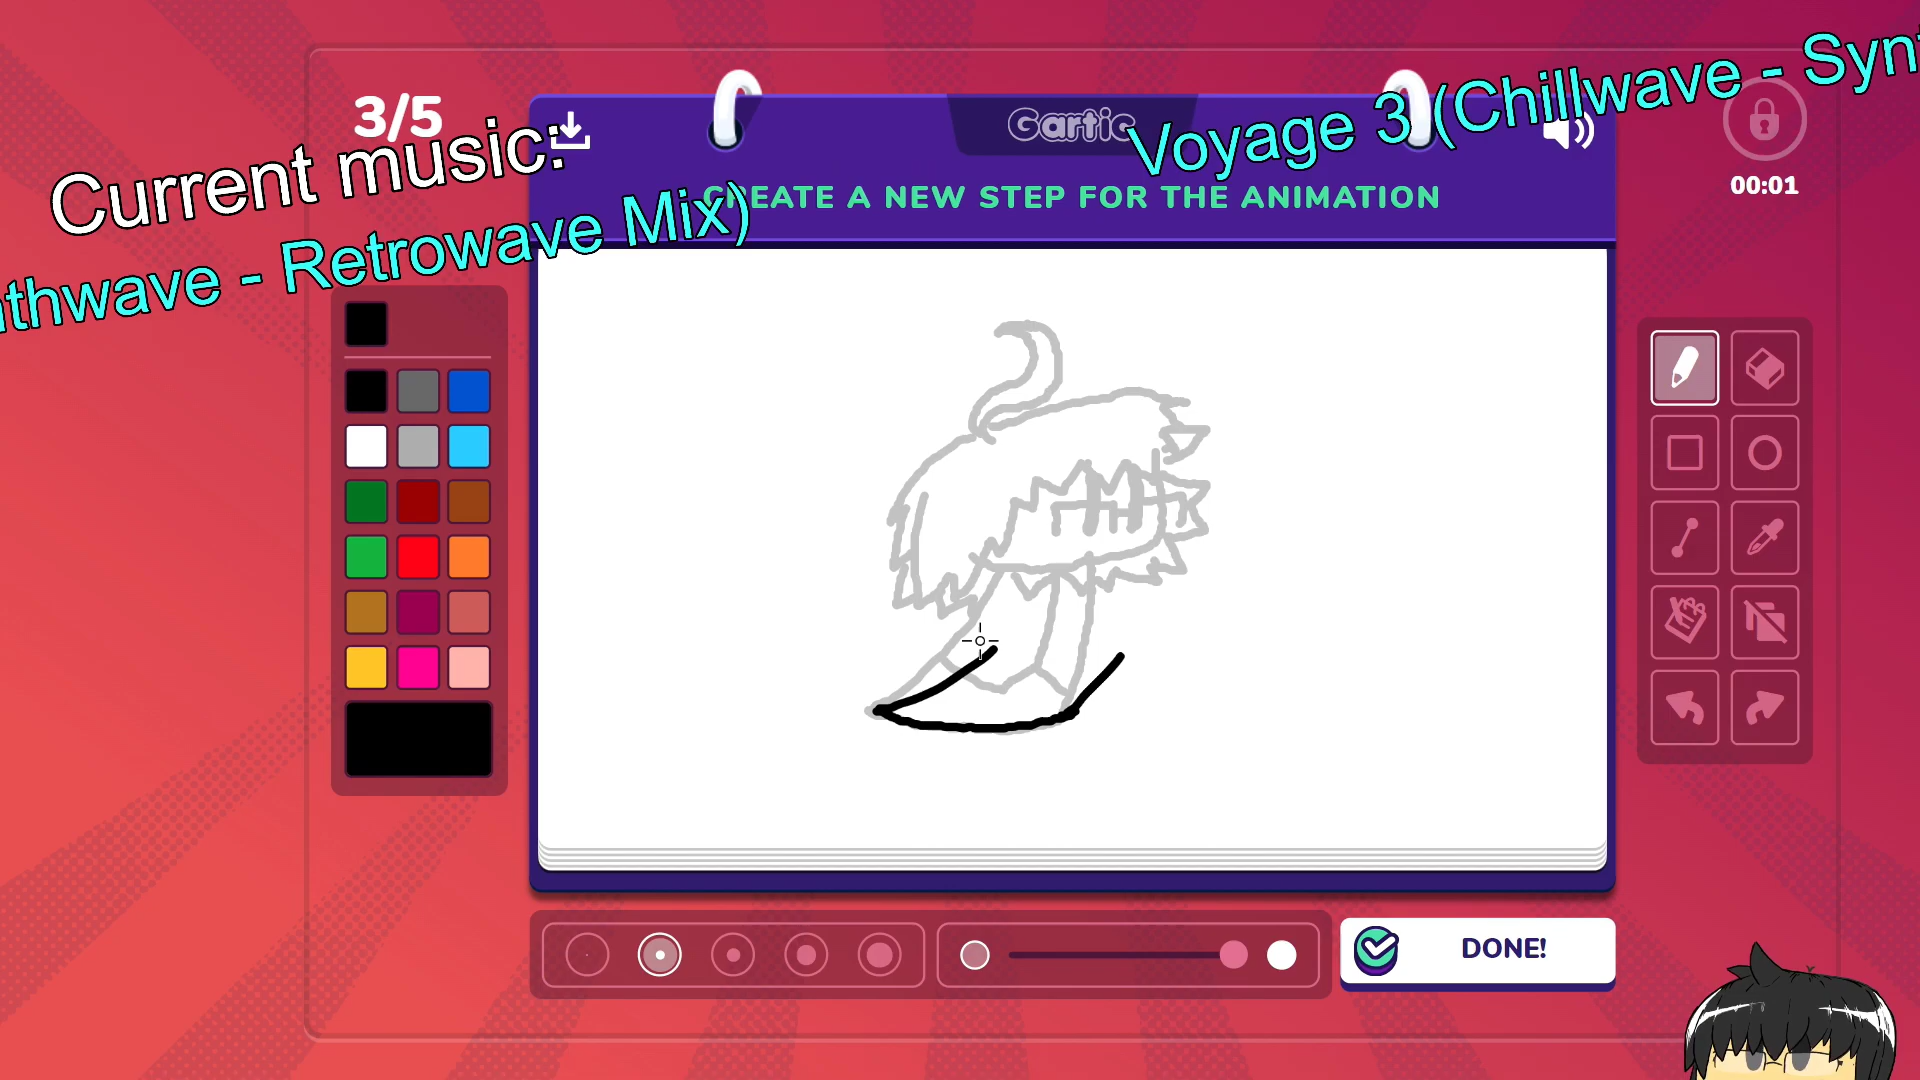 3/5
Current music:
Gartic
Voyage 3 (Chillwave - Syn
00:01
CREATE A NEW STEP FOR THE ANIMATION
thwave - Retrowave Mix)
DONE!